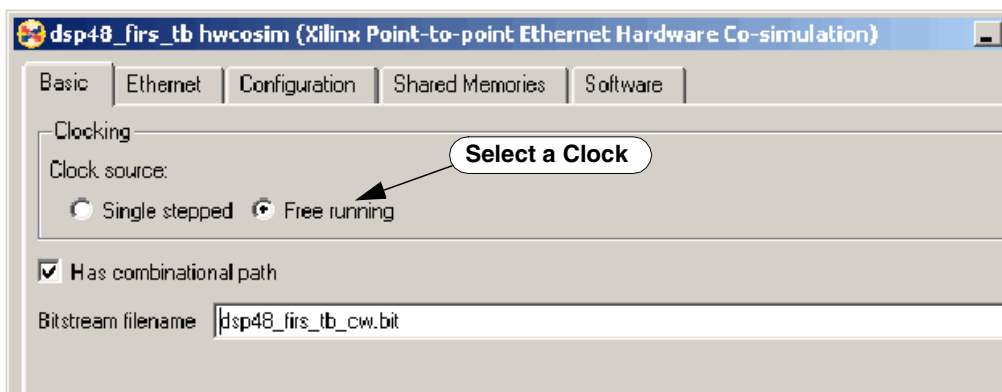 dsp48_firs_tb hwcosim (Xilinx Point-to-point Ethernet Hardware Co-simulation)
Basic Ethernet Configuration Shared Memories Software
Clocking
Select a Clock
Clock source:
Single stepped Free running
Has combinational path
Bitstream filename dsp48_firs_tb_cw.bit